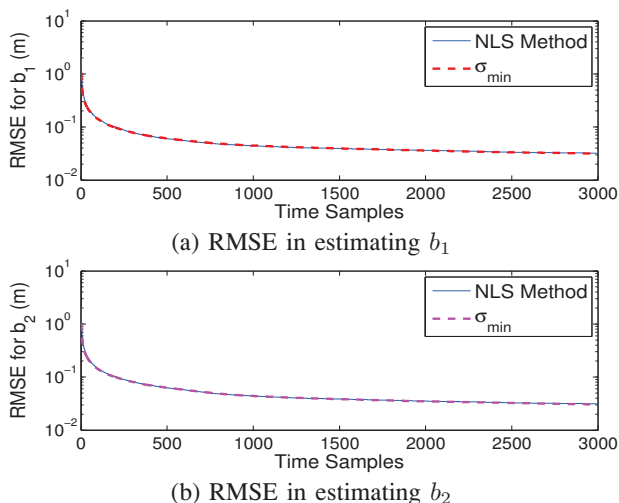 10^1
10^0
10^-1
10^-2
RMSE for b_1 (m)
NLS Method
σ_min
0 500 1000 1500 2000 2500 3000
Time Samples
(a) RMSE in estimating b_1
10^1
10^0
10^-1
10^-2
RMSE for b_2 (m)
NLS Method
σ_min
0 500 1000 1500 2000 2500 3000
Time Samples
(b) RMSE in estimating b_2